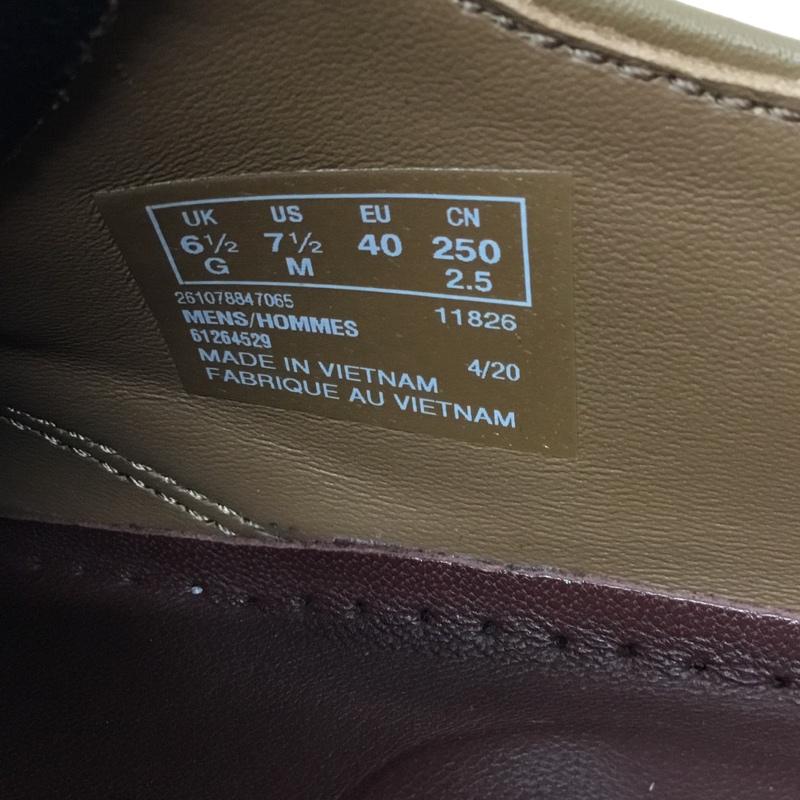 UK US EU CN
6½ 7½ 40 250
G M 2.5
261078847065
MENS/HOMMES 11826
61264529
MADE IN VIETNAM 4/20
FABRIQUE AU VIETNAM